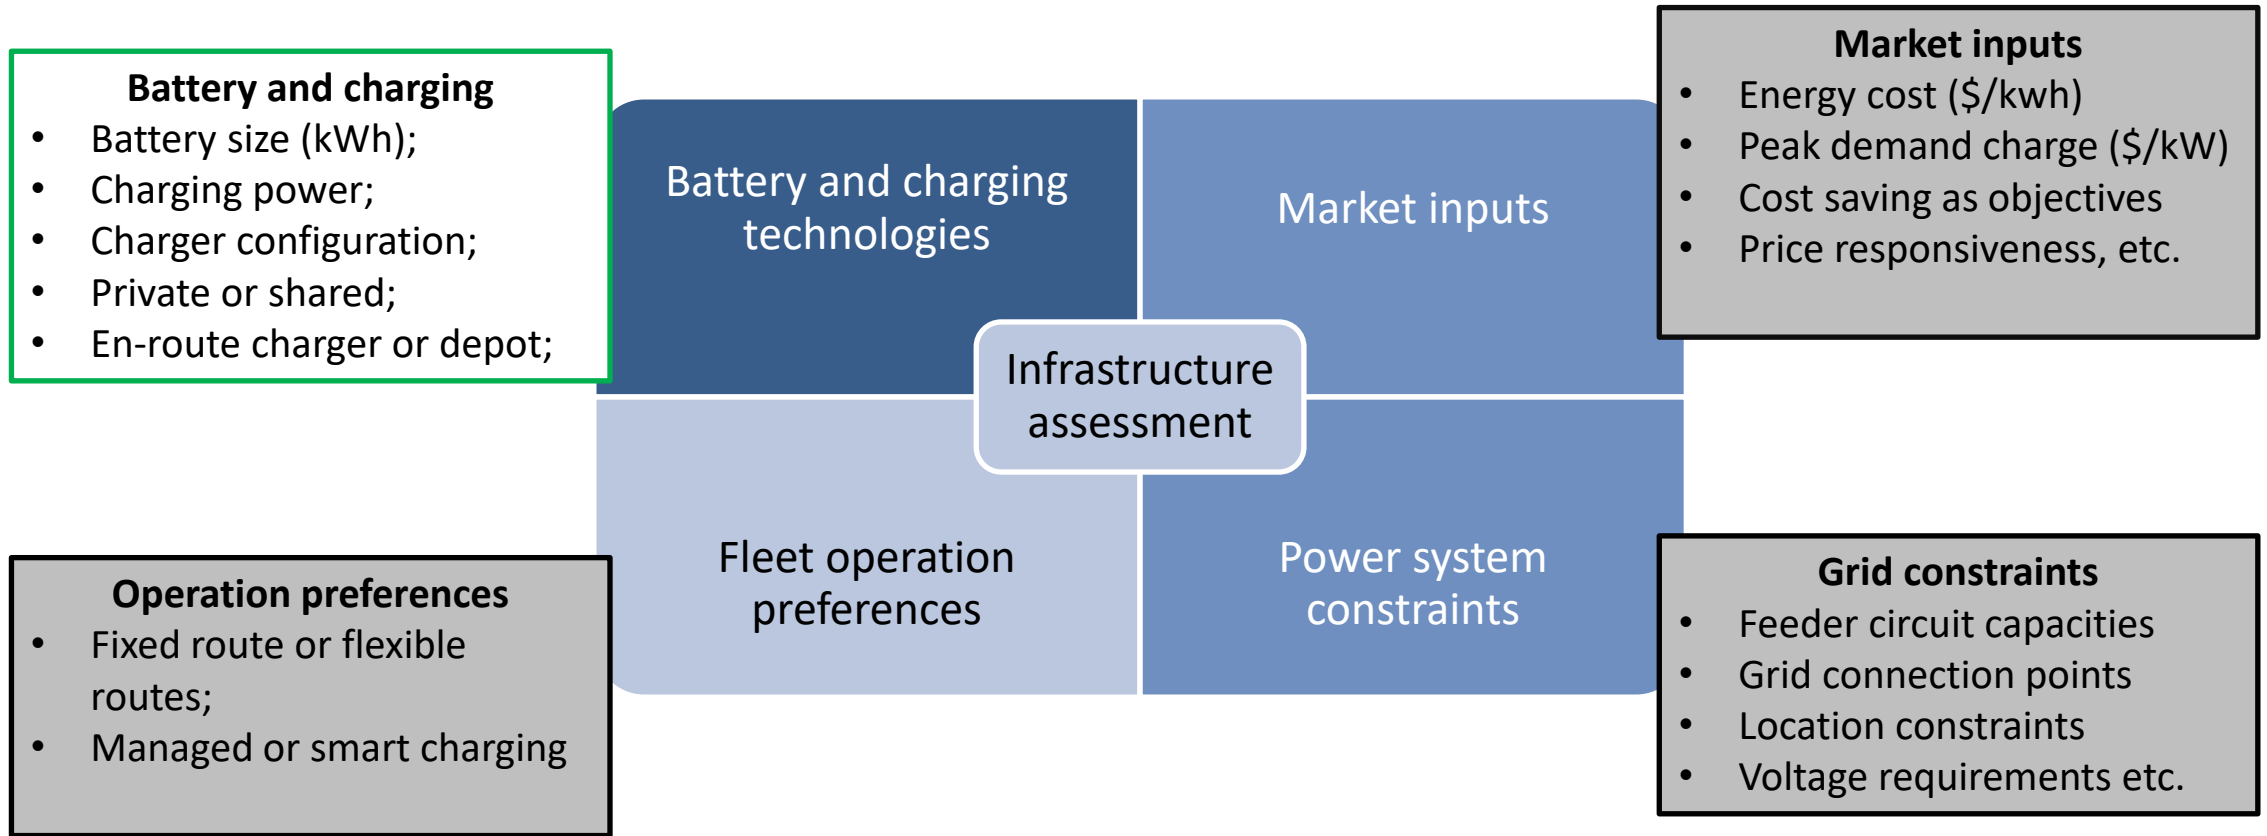 Battery and charging
• Battery size (kWh);
• Charging power;
• Charger configuration;
• Private or shared;
• En-route charger or depot;
Battery and charging
technologies
Market inputs
Market inputs
• Energy cost ($/kwh)
• Peak demand charge ($/kW)
• Cost saving as objectives
• Price responsiveness, etc.
Infrastructure
assessment
Operation preferences
• Fixed route or flexible
routes;
• Managed or smart charging
Fleet operation
preferences
Power system
constraints
Grid constraints
• Feeder circuit capacities
• Grid connection points
• Location constraints
• Voltage requirements etc.